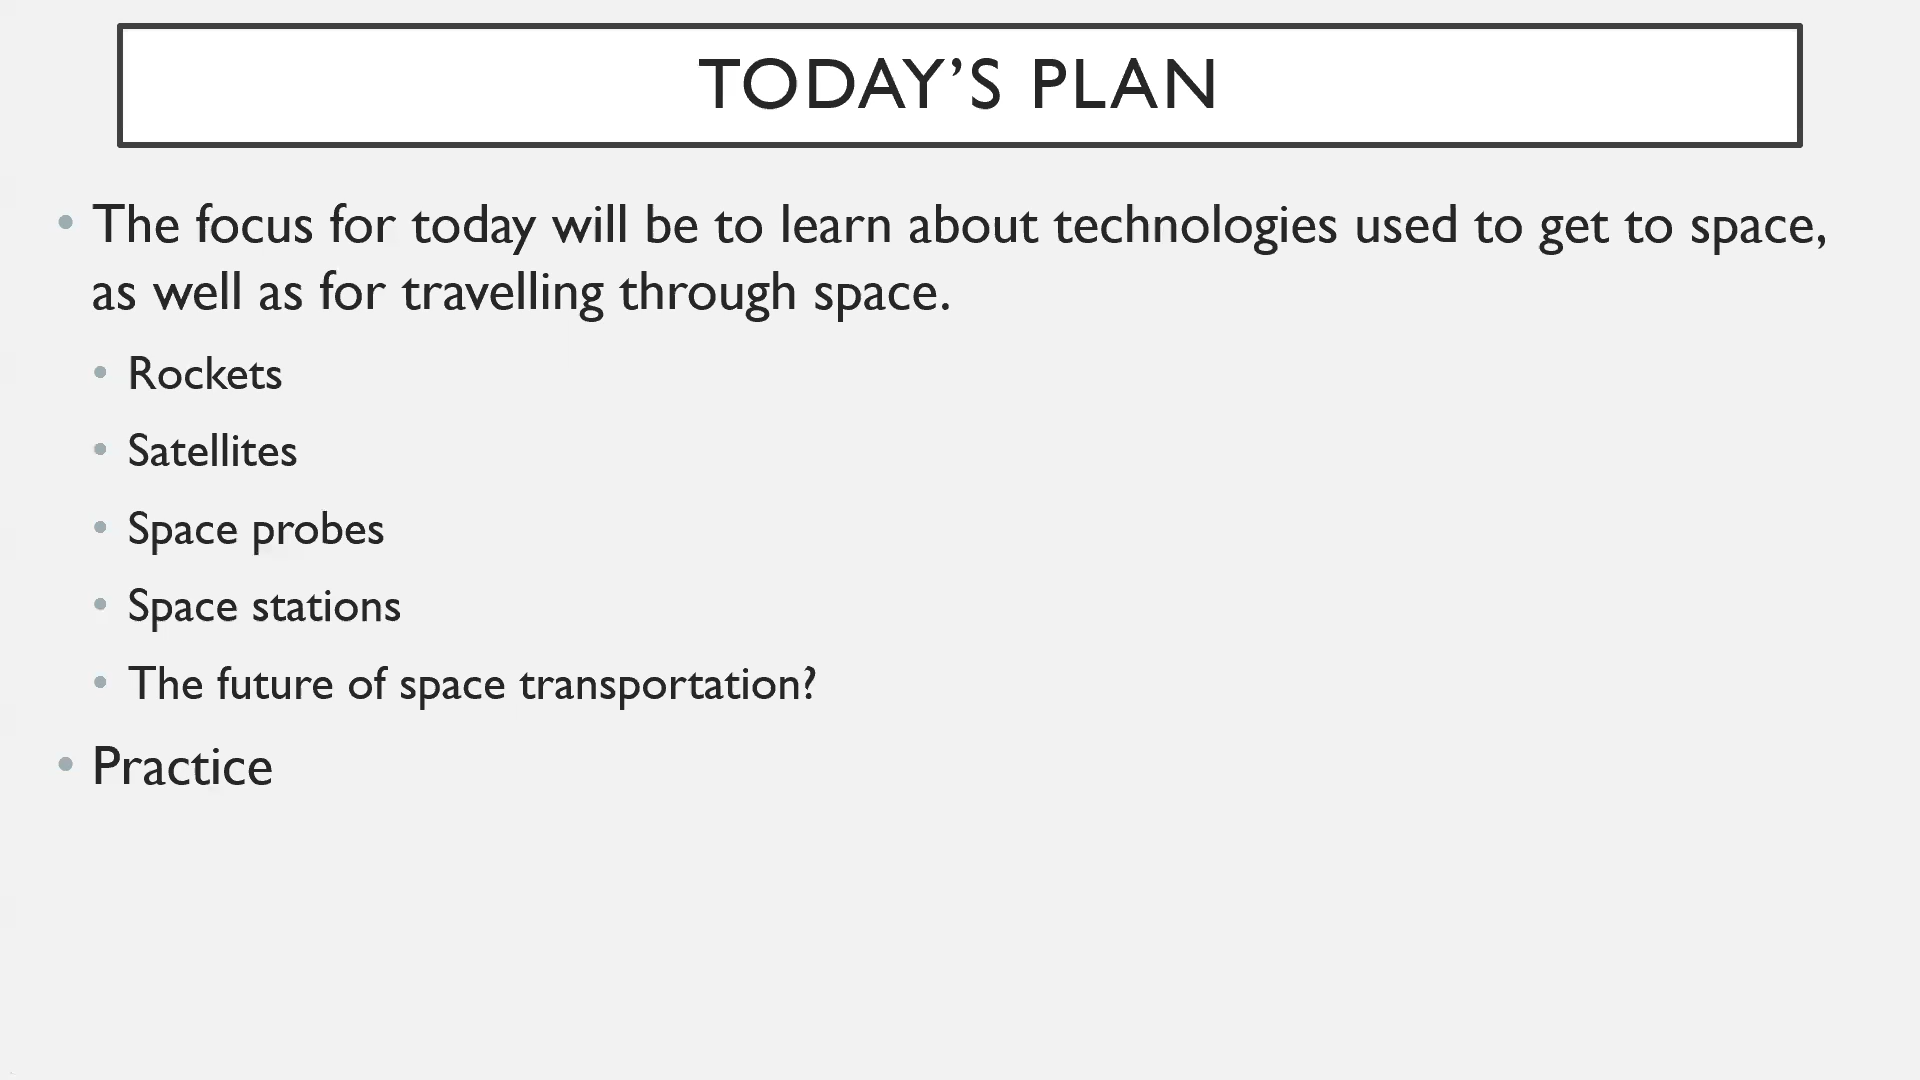 TODAY’S PLAN
• The focus for today will be to learn about technologies used to get to space,
as well as for travelling through space.
• Rockets
• Satellites
• Space probes
• Space stations
• The future of space transportation?
• Practice